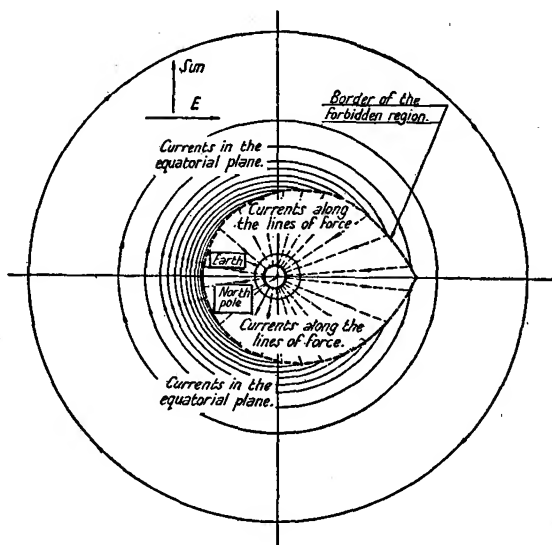 Sun
E
Border of the
forbidden region.
Currents in the
equatorial plane.
Currents along
the lines of force
Earth
North
pole
Currents along the
lines of force.
Currents in the
equatorial plane.